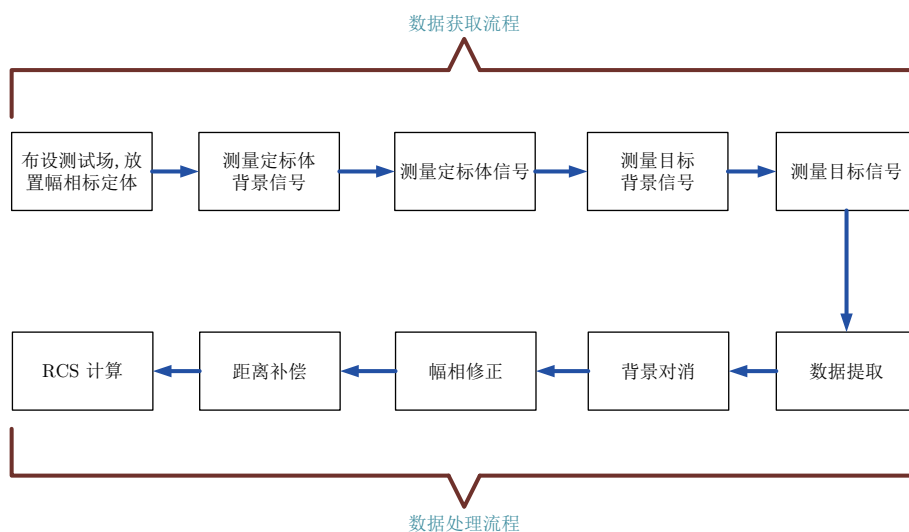 数据获取流程
布设测试场,放
置幅相标定体
测量定标体
背景信号
测量定标体信号
测量目标
背景信号
测量目标信号
RCS 计算
距离补偿
幅相修正
背景对消
数据提取
数据处理流程